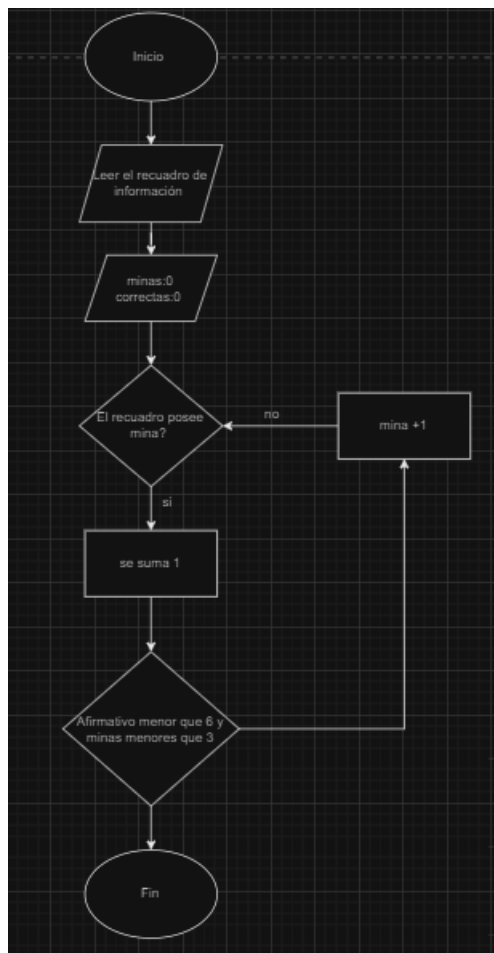 Inicio
Leer el recuadro de
información
minas:0
correctas:0
El recuadro posee
mina?
no
mina +1
si
se suma 1
Afirmativo menor que 6 y
minas menores que 3
Fin